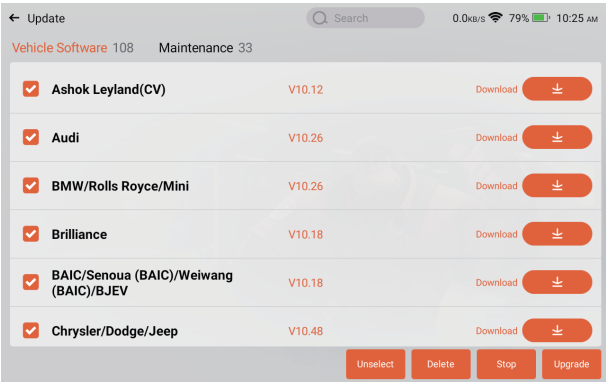 ← Update Search 0.0KB/S 79% 10:25 AM
Vehicle Software 108 Maintenance 33
Ashok Leyland(CV) V10.12 Download
Audi V10.26 Download
BMW/Rolls Royce/Mini V10.26 Download
Brilliance V10.18 Download
BAIC/Senoua (BAIC)/Weiwang
(BAIC)/BJEV V10.18 Download
Chrysler/Dodge/Jeep V10.48 Download
Unselect Delete Stop Upgrade